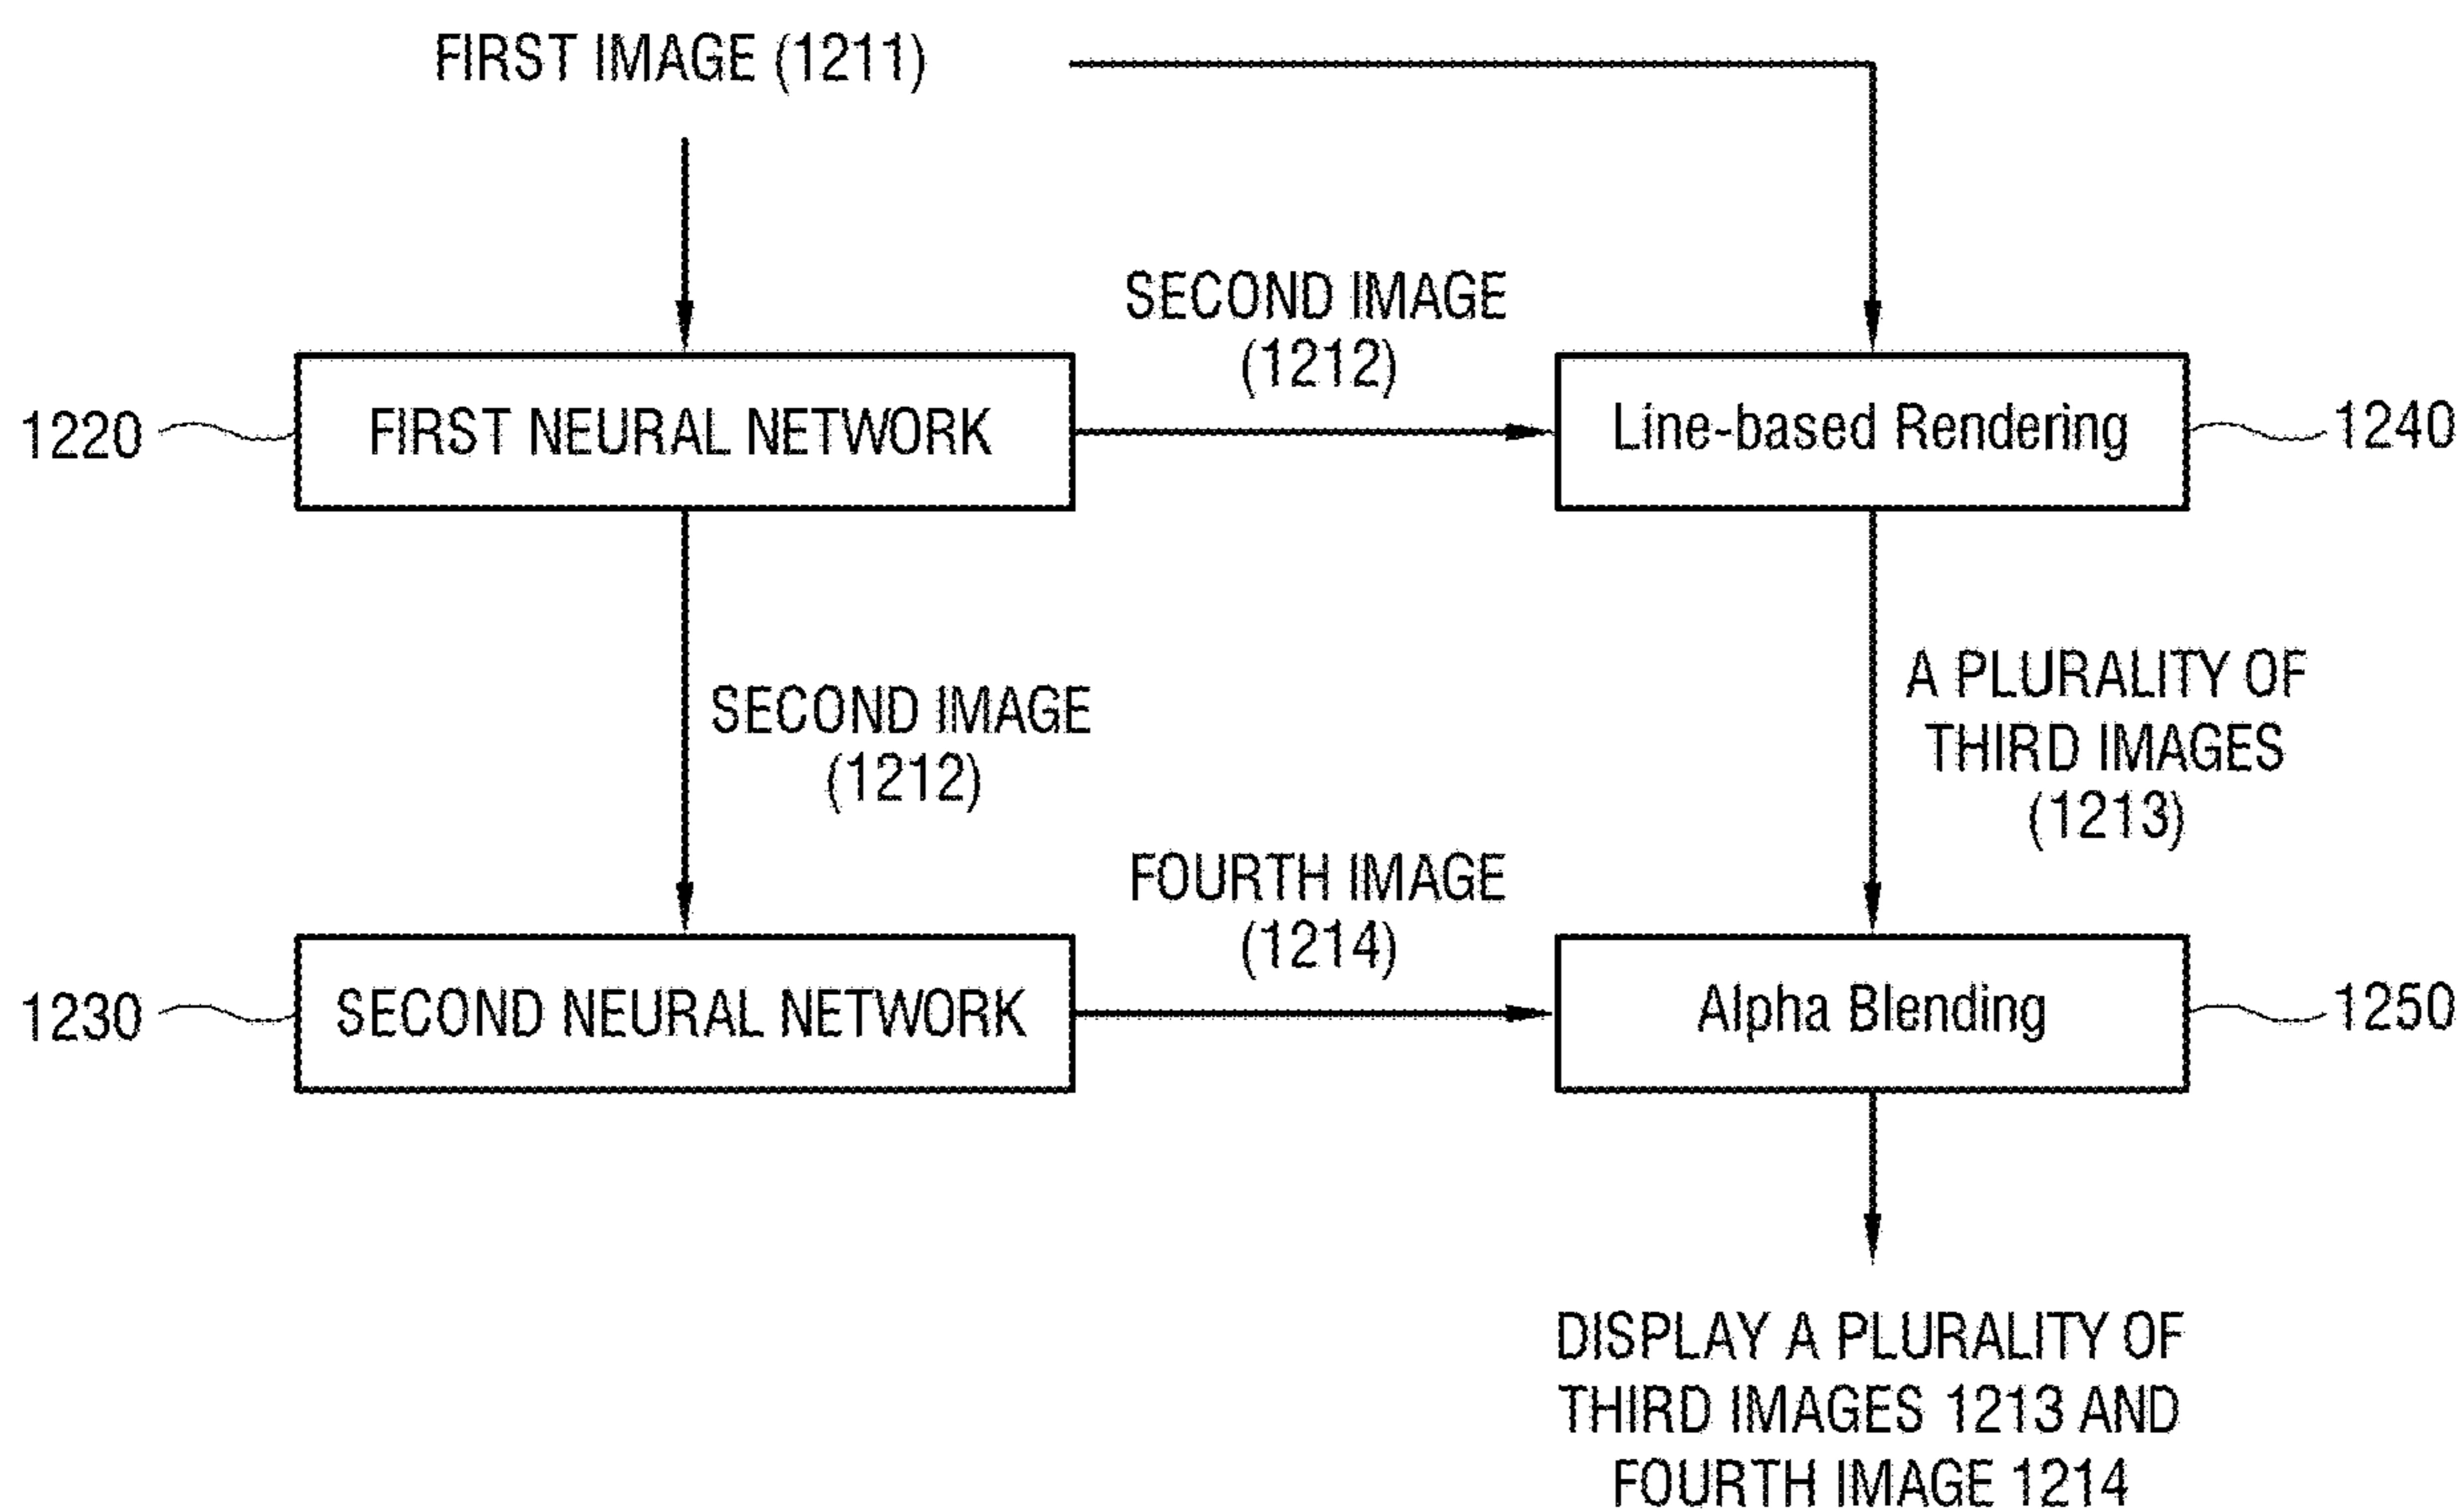 FIRST IMAGE (1211)
SECOND IMAGE
(1212)
1220
FIRST NEURAL NETWORK
Line-based Rendering
1240
SECOND IMAGE
(1212)
A PLURALITY OF
THIRD IMAGES
(1213)
FOURTH IMAGE
(1214)
1230
SECOND NEURAL NETWORK
Alpha Blending
1250
DISPLAY A PLURALITY OF
THIRD IMAGES 1213 AND
FOURTH IMAGE 1214